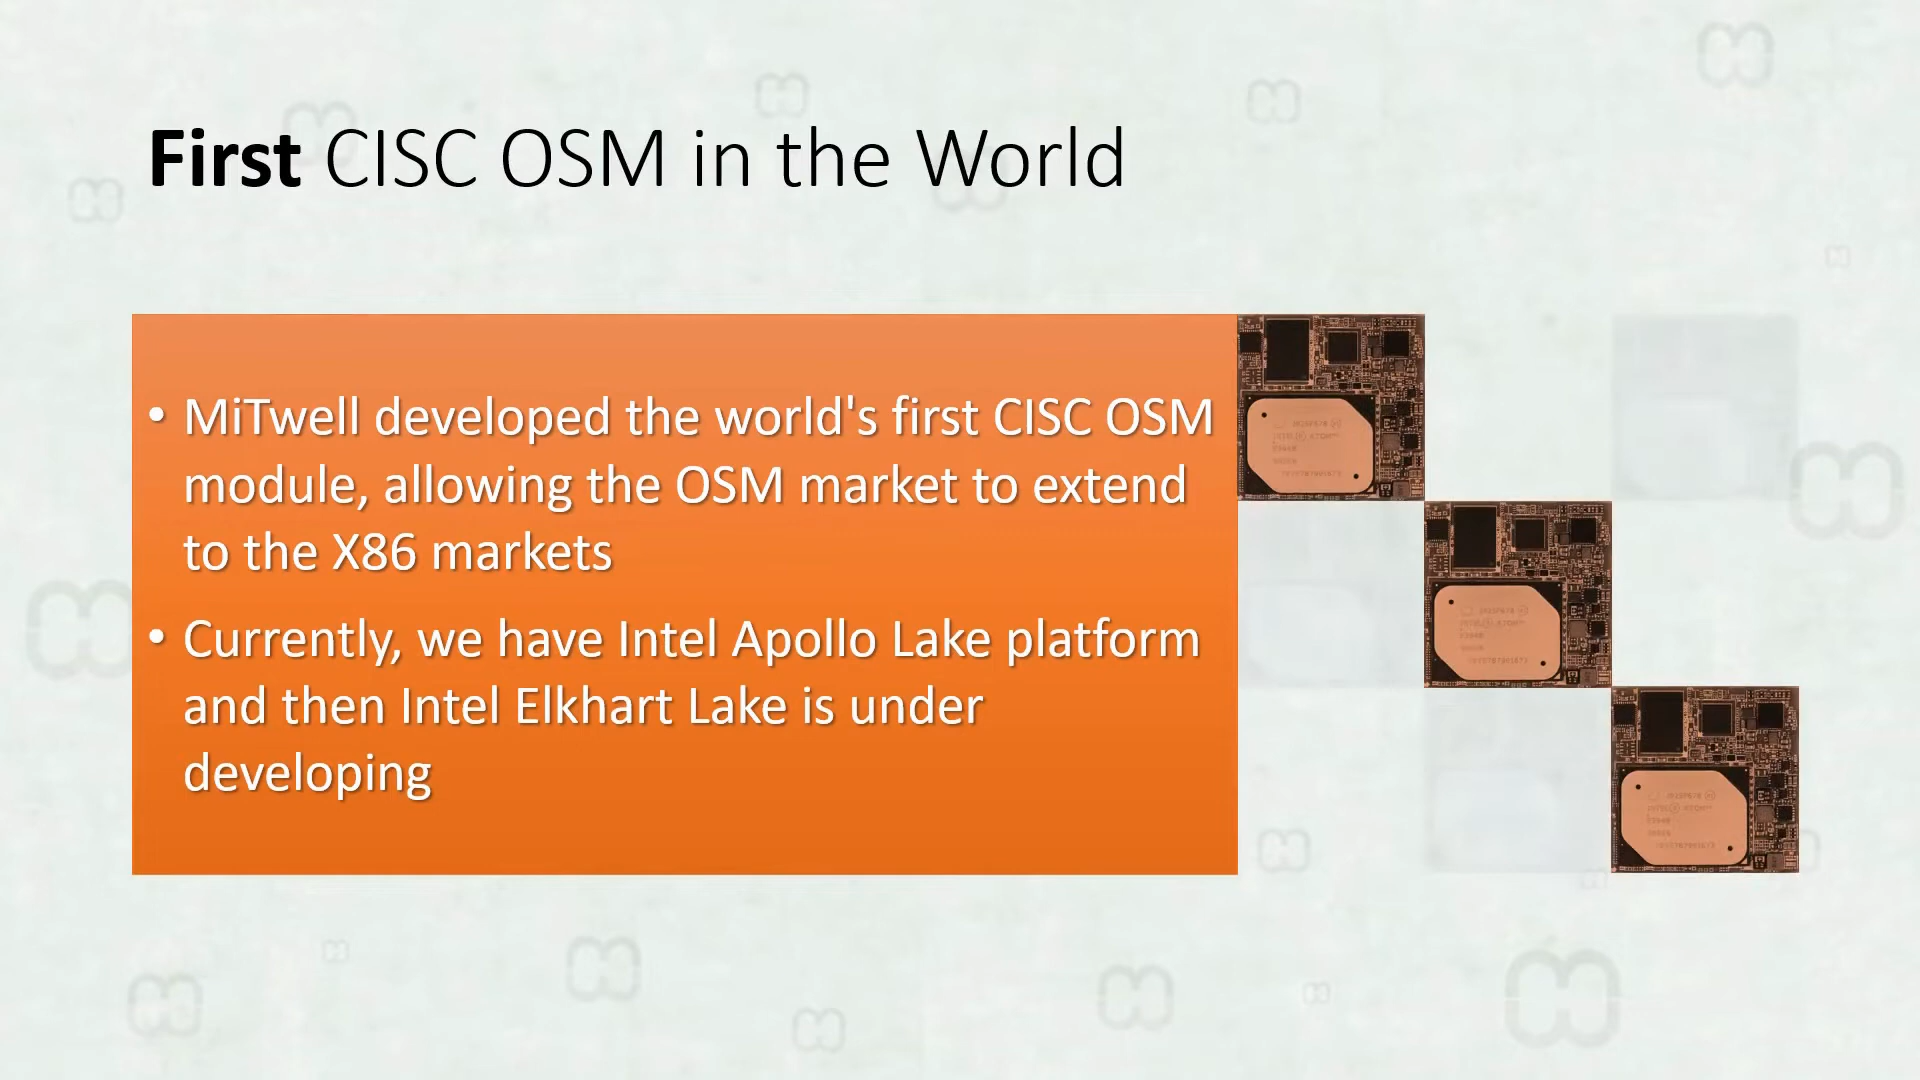 First CISC OSM in the World
• MiTwell developed the world's first CISC OSM
module, allowing the OSM market to extend
to the X86 markets
• Currently, we have Intel Apollo Lake platform
and then Intel Elkhart Lake is under
developing